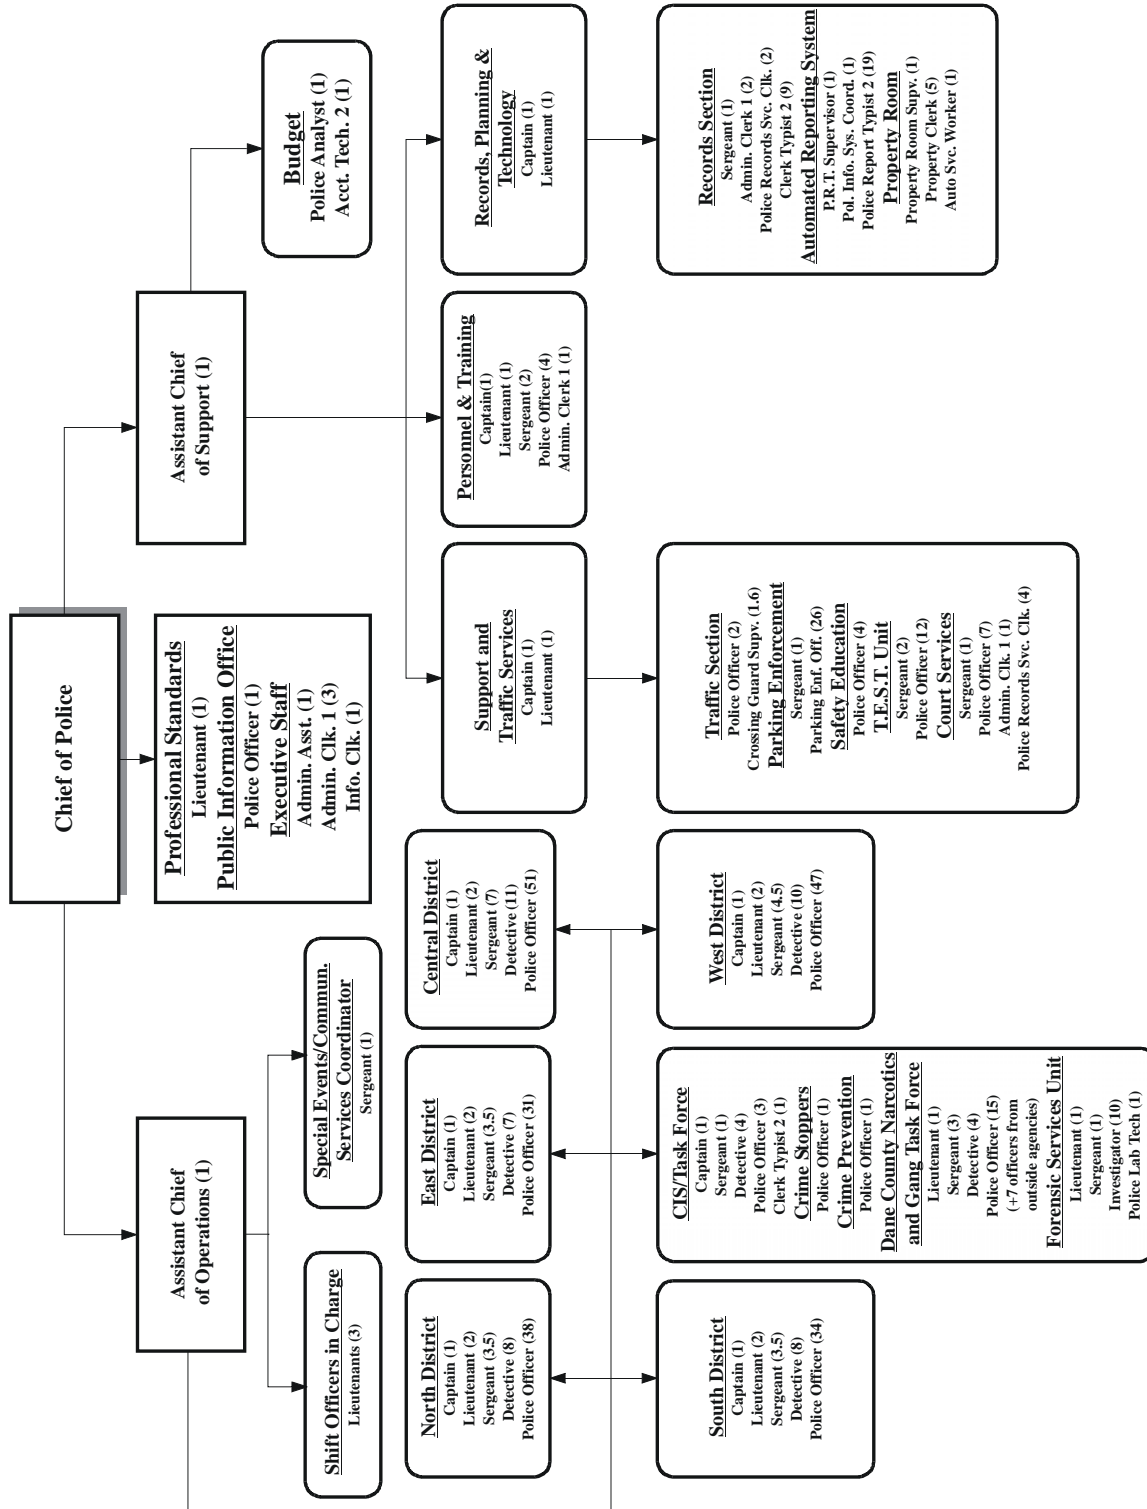 Chief of Police
Professional Standards
Lieutenant (1)
Public Information Office
Police Officer (1)
Executive Staff
Admin. Asst. (1)
Admin. Clk. 1 (3)
Info. Clk. (1)
Assistant Chief
of Operations (1)
Assistant Chief
of Support (1)
Shift Officers in Charge
Lieutenants (3)
Special Events/Commun.
Services Coordinator
Sergeant (1)
Budget
Police Analyst (1)
Acct. Tech. 2 (1)
North District
Captain (1)
Lieutenant (2)
Sergeant (3.5)
Detective (8)
Police Officer (38)
East District
Captain (1)
Lieutenant (2)
Sergeant (3.5)
Detective (7)
Police Officer (31)
Central District
Captain (1)
Lieutenant (2)
Sergeant (7)
Detective (11)
Police Officer (51)
Support and
Traffic Services
Captain (1)
Lieutenant (1)
Personnel & Training
Captain(1)
Lieutenant (1)
Sergeant (2)
Police Officer (4)
Admin. Clerk 1 (1)
Records, Planning &
Technology
Captain (1)
Lieutenant (1)
South District
Captain (1)
Lieutenant (2)
Sergeant (3.5)
Detective (8)
Police Officer (34)
CIS/Task Force
Captain (1)
Sergeant (1)
Detective (4)
Police Officer (3)
Clerk Typist 2 (1)
Crime Stoppers
Police Officer (1)
Crime Prevention
Police Officer (1)
Dane County Narcotics
and Gang Task Force
Lieutenant (1)
Sergeant (3)
Detective (4)
Police Officer (15)
(+7 officers from
outside agencies)
Forensic Services Unit
Lieutenant (1)
Sergeant (1)
Investigator (10)
Police Lab Tech (1)
West District
Captain (1)
Lieutenant (2)
Sergeant (4.5)
Detective (10)
Police Officer (47)
Traffic Section
Police Officer (2)
Crossing Guard Supv. (1.6)
Parking Enforcement
Sergeant (1)
Parking Enf. Off. (26)
Safety Education
Police Officer (4)
T.E.S.T. Unit
Sergeant (2)
Police Officer (12)
Court Services
Sergeant (1)
Police Officer (7)
Admin. Clk. 1 (1)
Police Records Svc. Clk. (4)
Records Section
Sergeant (1)
Admin. Clerk 1 (2)
Police Records Svc. Clk. (2)
Clerk Typist 2 (9)
Automated Reporting System
P.R.T. Supervisor (1)
Pol. Info. Sys. Coord. (1)
Police Report Typist 2 (19)
Property Room
Property Room Supv. (1)
Property Clerk (5)
Auto Svc. Worker (1)